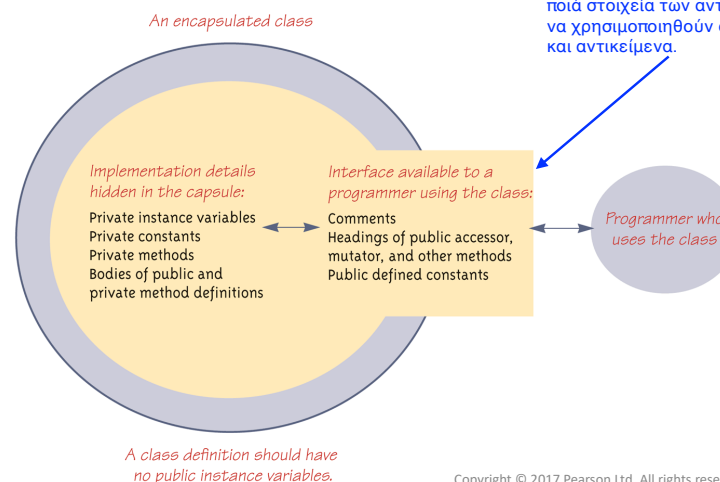 An encapsulated class
ποιά στοιχεία των
να χρησιμοποιηθούν
και αντικείμενα.
Implementation details
hidden in the capsule:
Private instance variables
Private constants
Private methods
Bodies of public and
private method definitions
Interface available to a
programmer using the class:
Comments
Headings of public accessor,
mutator, and other methods
Public defined constants
Programmer who
uses the class
A class definition should have
no public instance variables.
Copyright © 2017 Pearson Ltd. All rights